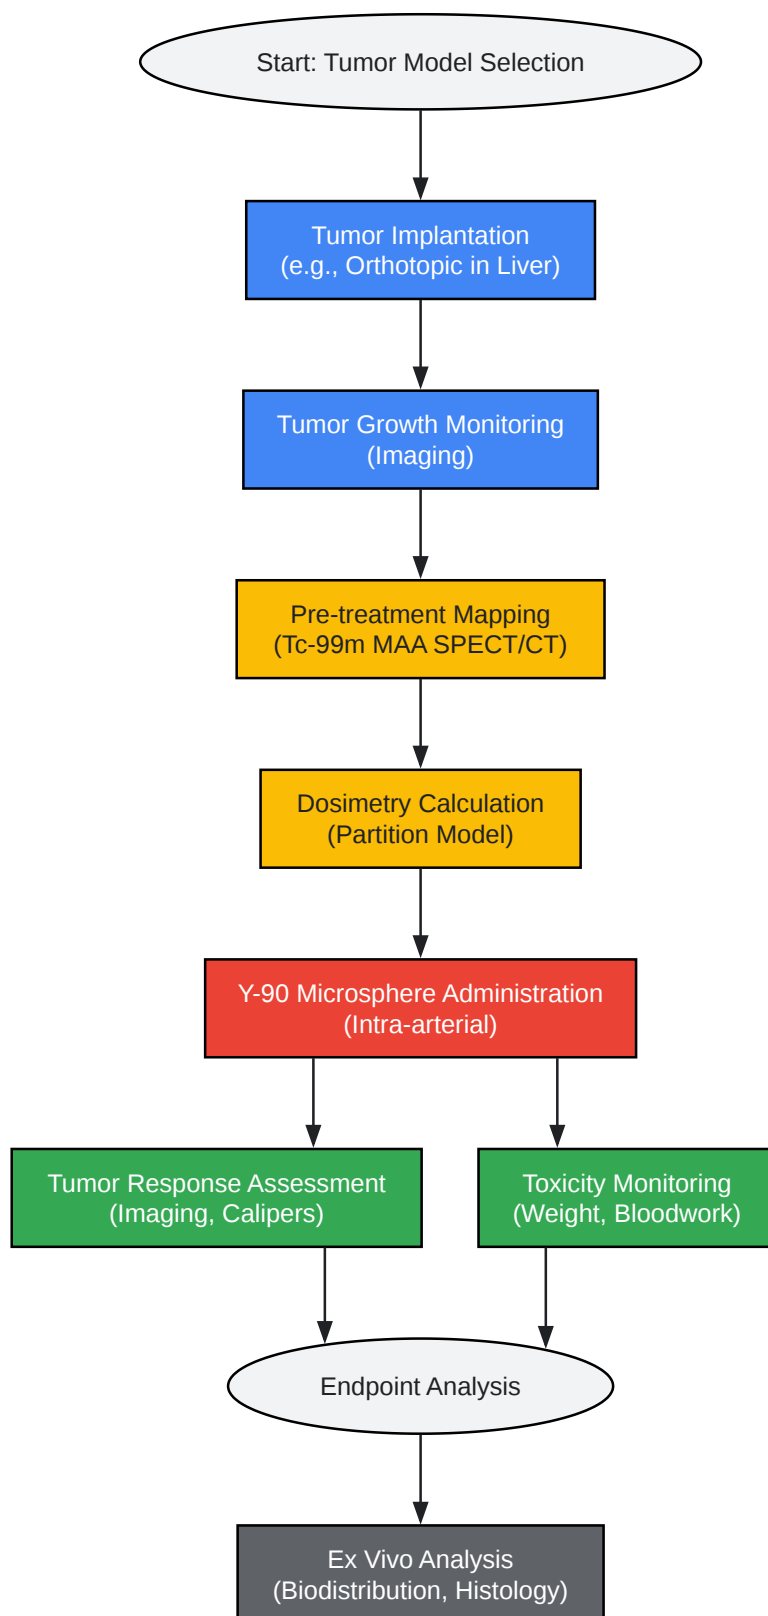 Start: Tumor Model Selection
Tumor Implantation
(e.g., Orthotopic in Liver)
Tumor Growth Monitoring
(Imaging)
Pre-treatment Mapping
(Tc-99m MAA SPECT/CT)
Dosimetry Calculation
(Partition Model)
Y-90 Microsphere Administration
(Intra-arterial)
Tumor Response Assessment
(Imaging, Calipers)
Toxicity Monitoring
(Weight, Bloodwork)
Endpoint Analysis
Ex Vivo Analysis
(Biodistribution, Histology)